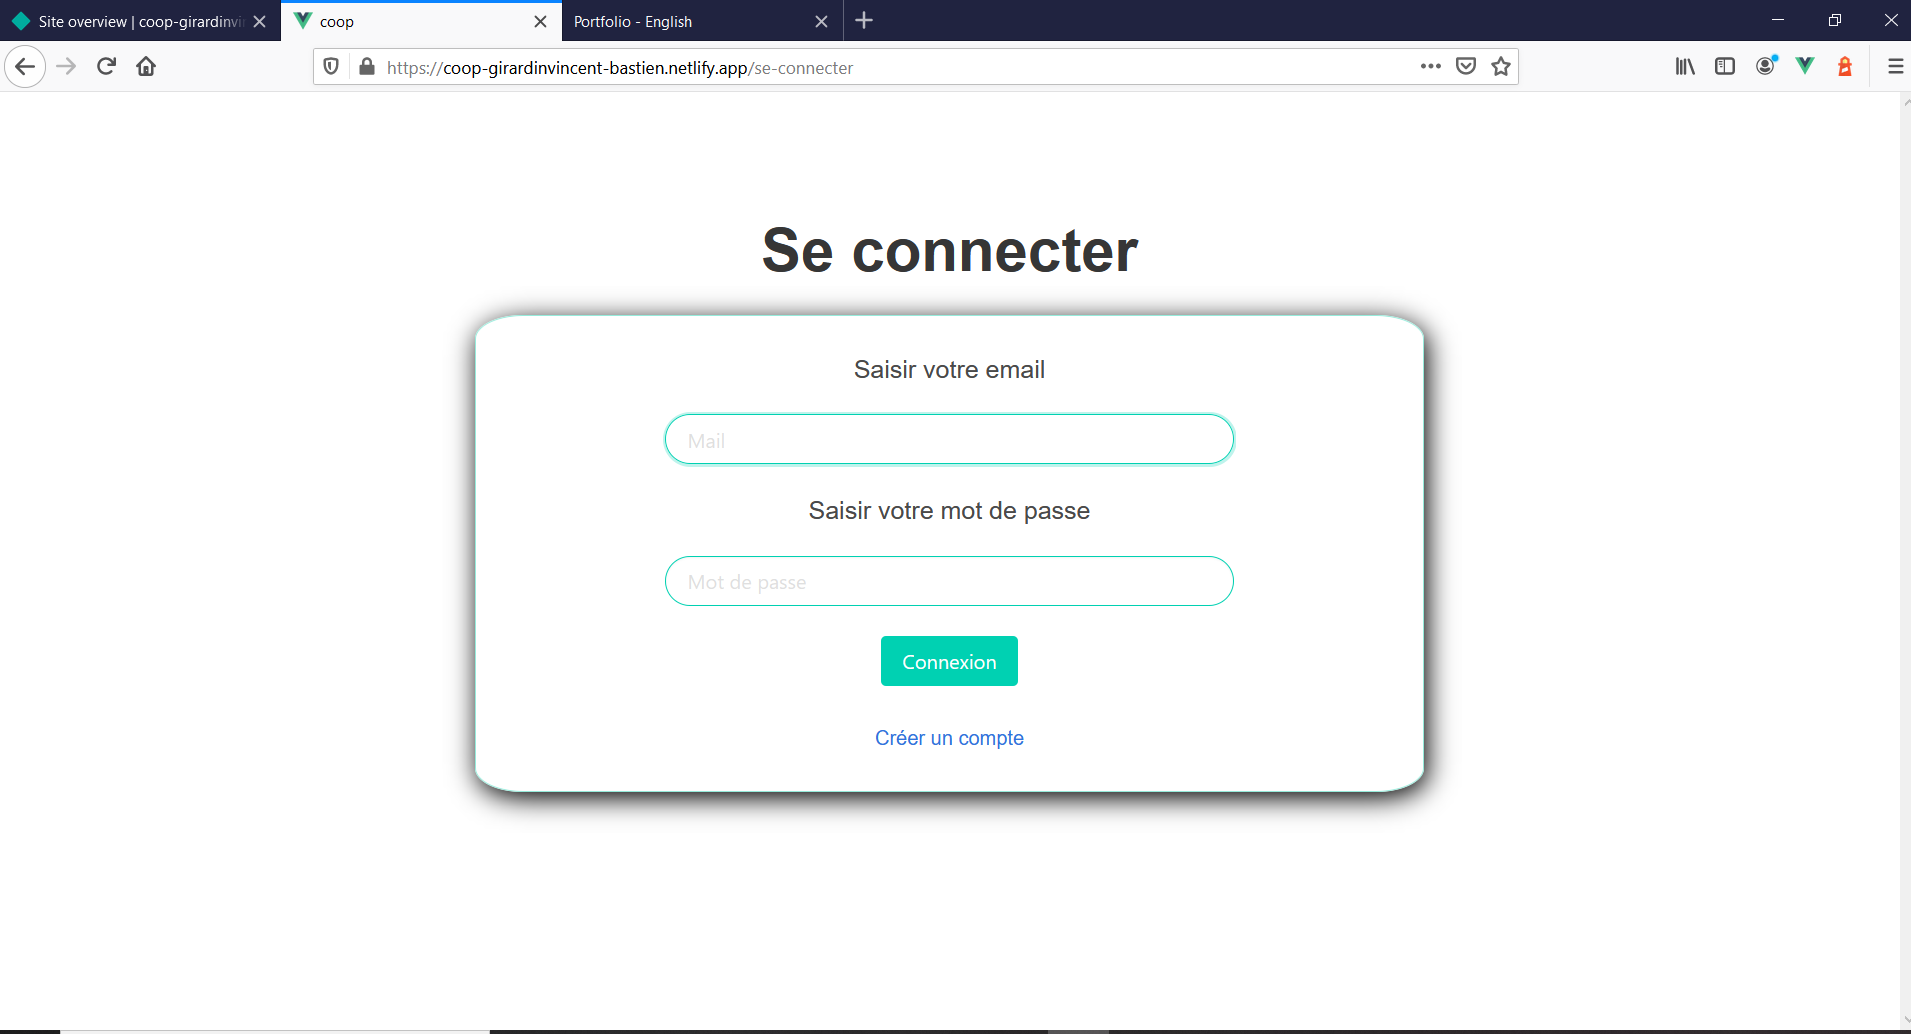 Site overview | coop-girardinvin
coop
Portfolio - English
https://coop-girardinvincent-bastien.netlify.app/se-connecter
Se connecter
Saisir votre email
Mail
Saisir votre mot de passe
Mot de passe
Connexion
Créer un compte